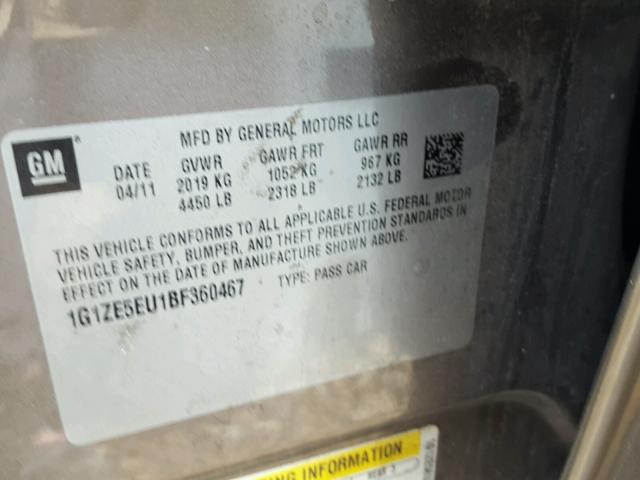 MFD BY GENERAL MOTORS LLC
GM
DATE GVWR GAWR FRT GAWR RR
04/11 2019 KG 1052 KG 967 KG
4450 LB 2318 LB 2132 LB
THIS VEHICLE CONFORMS TO ALL APPLICABLE U.S. FEDERAL MOTOR
VEHICLE SAFETY, BUMPER, AND THEFT PREVENTION STANDARDS IN
EFFECT ON THE DATE OF MANUFACTURE SHOWN ABOVE.
1G1ZE5EU1BF360467 TYPE: PASS CAR
INFORMATION